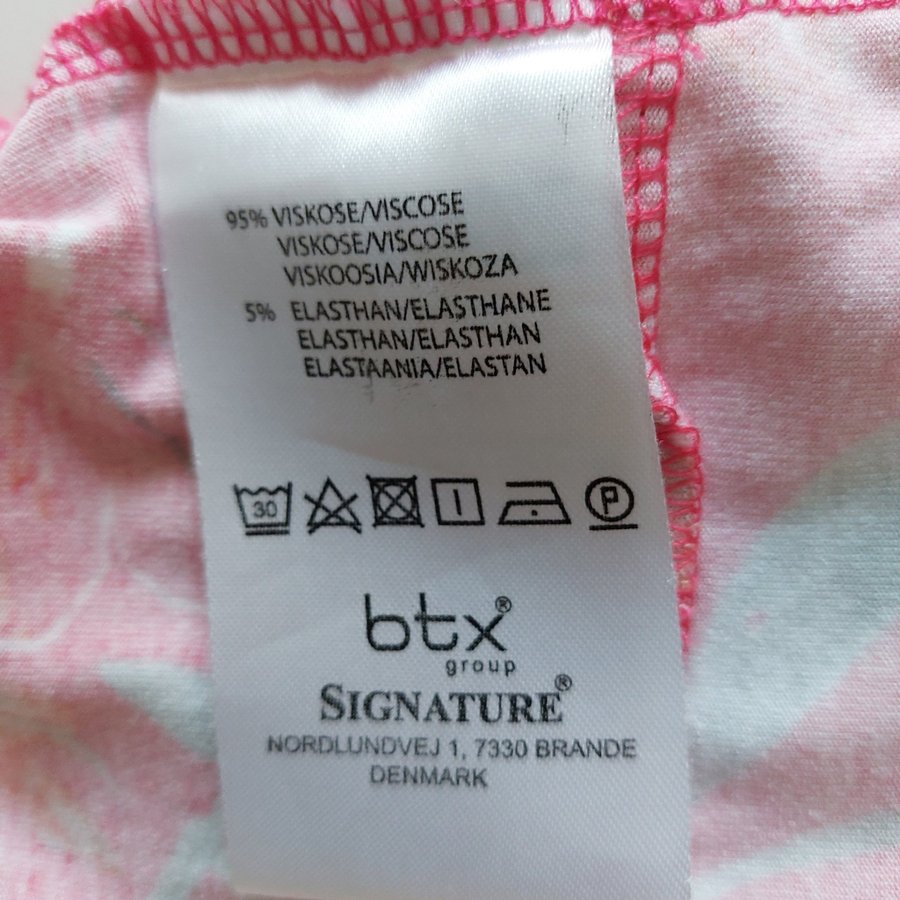 95% VISKOSE/VISCOSE
VISKOSE/VISCOSE
VISKOOSIA/WISKOZA
5% ELASTHAN/ELASTHANE
ELASTHAN/ELASTHAN
ELASTAANIA/ELASTAN
30 P
btx®
group
SIGNATURE®
NORDLUNDVEJ 1, 7330 BRANDE
DENMARK